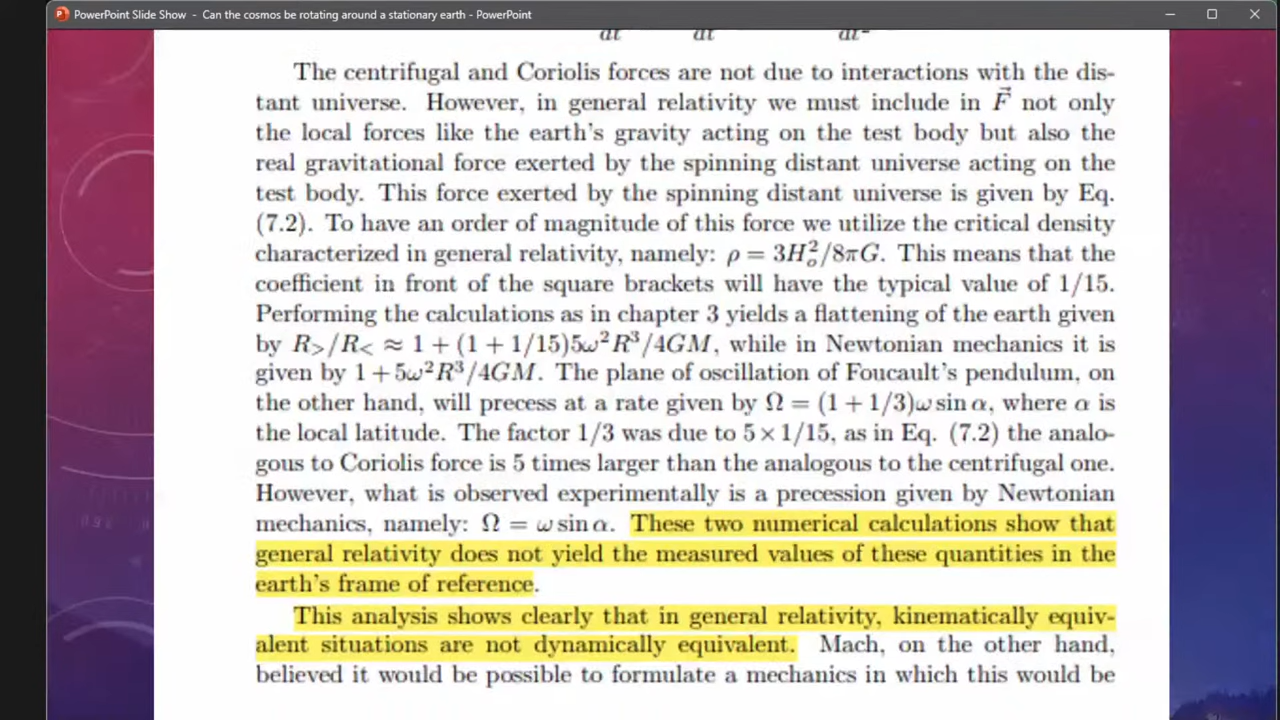 PowerPoint Slide Show - Can the cosmos be rotating around a stationary earth - PowerPoint
dt dt dt²
The centrifugal and Coriolis forces are not due to interactions with the dis-
tant universe. However, in general relativity we must include in F⃗ not only
the local forces like the earth's gravity acting on the test body but also the
real gravitational force exerted by the spinning distant universe acting on the
test body. This force exerted by the spinning distant universe is given by Eq.
(7.2). To have an order of magnitude of this force we utilize the critical density
characterized in general relativity, namely: ρ = 3H²ₒ/8πG. This means that the
coefficient in front of the square brackets will have the typical value of 1/15.
Performing the calculations as in chapter 3 yields a flattening of the earth given
by R>/R< ≈ 1 + (1 + 1/15)5ω²R³/4GM, while in Newtonian mechanics it is
given by 1 + 5ω²R³/4GM. The plane of oscillation of Foucault's pendulum, on
the other hand, will precess at a rate given by Ω = (1 + 1/3)ω sin α, where α is
the local latitude. The factor 1/3 was due to 5 × 1/15, as in Eq. (7.2) the analo-
gous to Coriolis force is 5 times larger than the analogous to the centrifugal one.
However, what is observed experimentally is a precession given by Newtonian
mechanics, namely: Ω = ω sin α. These two numerical calculations show that
general relativity does not yield the measured values of these quantities in the
earth's frame of reference.
This analysis shows clearly that in general relativity, kinematically equiv-
alent situations are not dynamically equivalent. Mach, on the other hand,
believed it would be possible to formulate a mechanics in which this would be